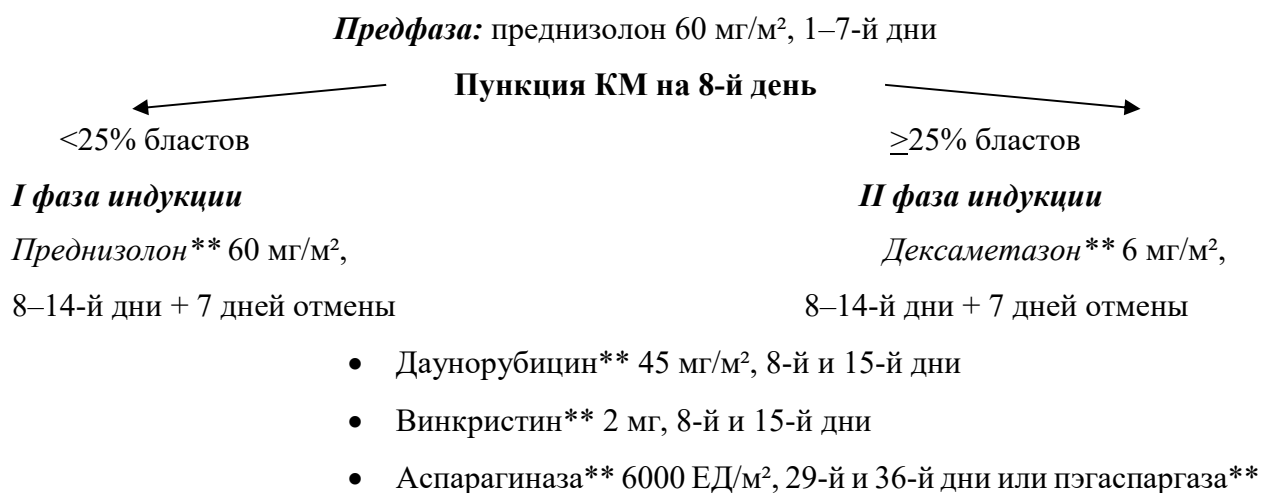 Предфаза: преднизолон 60 мг/м², 1–7-й дни
Пункция КМ на 8-й день
<25% бластов ≥25% бластов
I фаза индукции II фаза индукции
Преднизолон** 60 мг/м², Дексаметазон** 6 мг/м²,
8–14-й дни + 7 дней отмены 8–14-й дни + 7 дней отмены
• Даунорубицин** 45 мг/м², 8-й и 15-й дни
• Винкристин** 2 мг, 8-й и 15-й дни
• Аспарагиназа** 6000 ЕД/м², 29-й и 36-й дни или пэгаспаргаза**